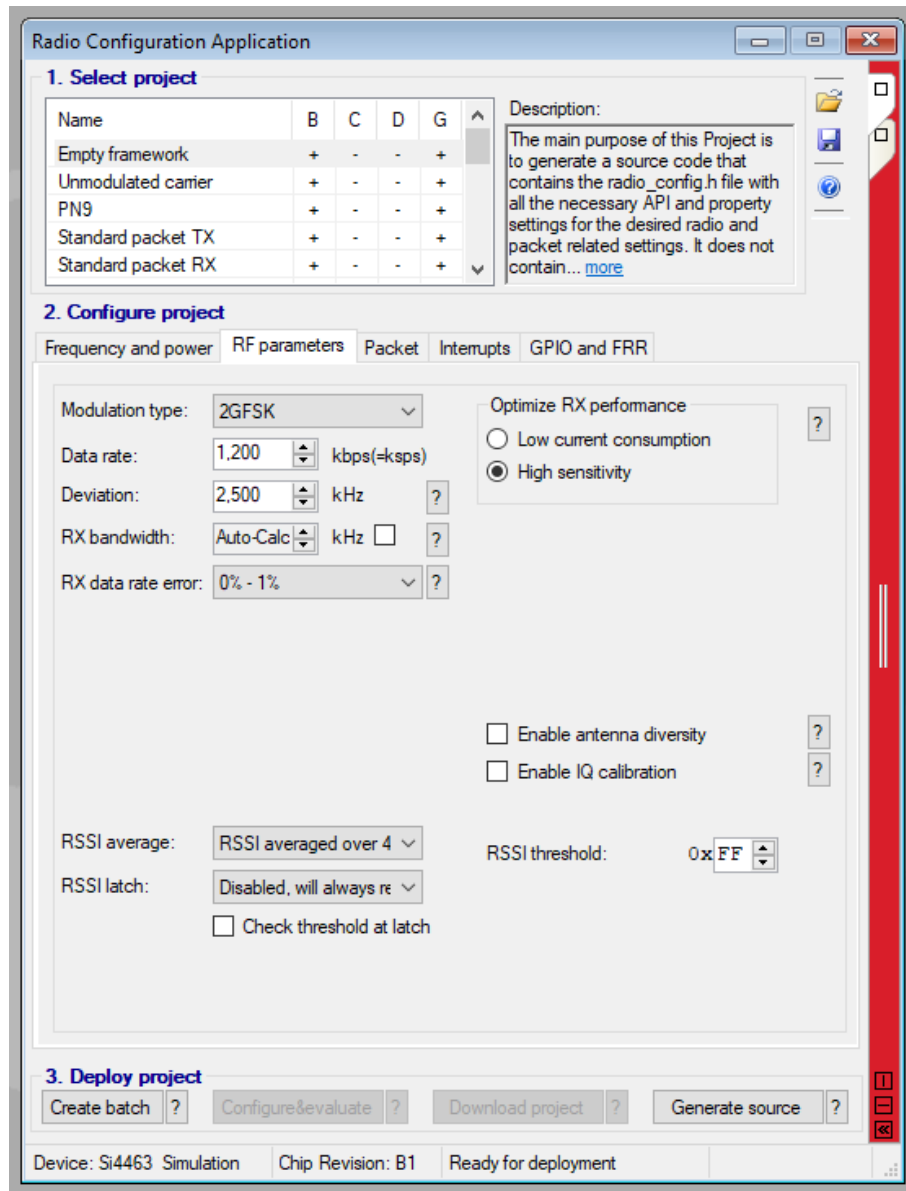 Radio Configuration Application
1. Select project
Name B C D G
Empty framework + - - +
Unmodulated carrier + - - +
PN9 + - - +
Standard packet TX + - - +
Standard packet RX + - - +
Description:
The main purpose of this Project is
to generate a source code that
contains the radio_config.h file with
all the necessary API and property
settings for the desired radio and
packet related settings. It does not
contain... more
2. Configure project
Frequency and power RF parameters Packet Interrupts GPIO and FRR
Modulation type: 2GFSK
Data rate: 1,200 kbps(=ksps)
Deviation: 2,500 kHz ?
RX bandwidth: Auto-Calc kHz ?
RX data rate error: 0% - 1% ?
Optimize RX performance ?
Low current consumption
High sensitivity
Enable antenna diversity ?
Enable IQ calibration ?
RSSI average: RSSI averaged over 4
RSSI threshold: 0xFF
RSSI latch: Disabled, will always re
Check threshold at latch
3. Deploy project
Create batch ? Configure&evaluate ? Download project ? Generate source ?
Device: Si4463 Simulation Chip Revision: B1 Ready for deployment